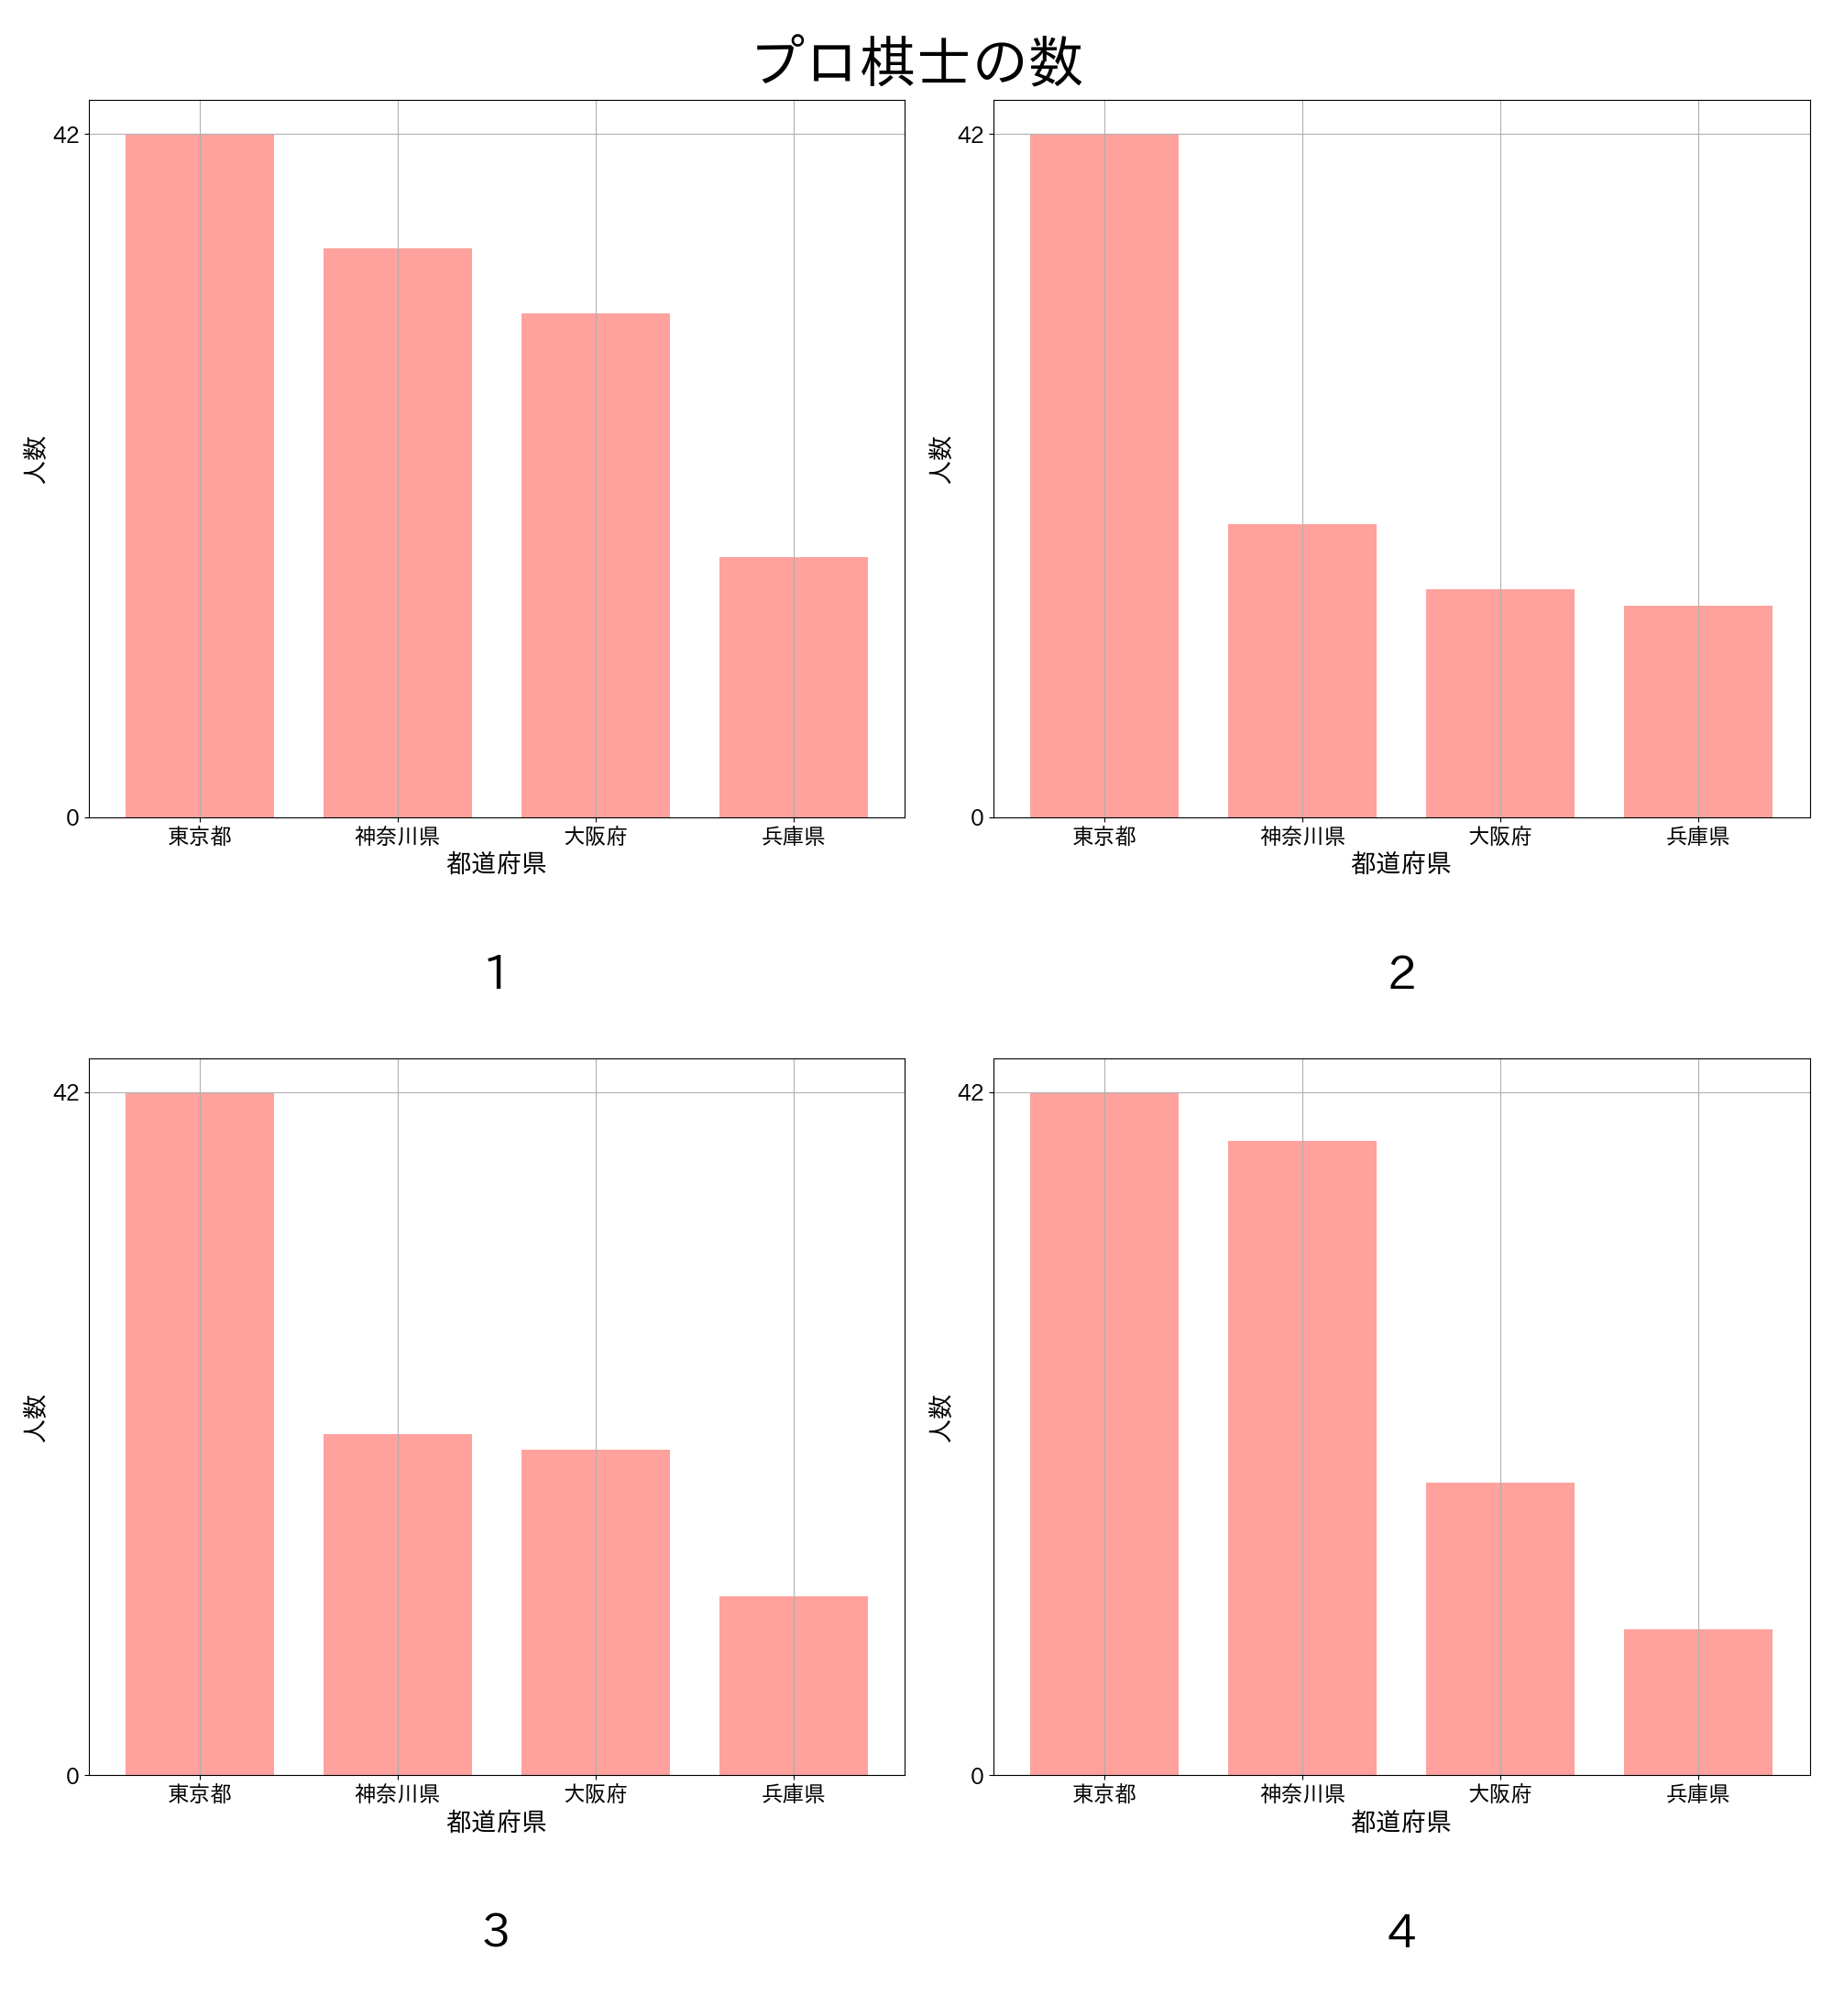 プロ棋士の数
42
人数
0
東京都 神奈川県 大阪府 兵庫県
都道府県
1
42
人数
0
東京都 神奈川県 大阪府 兵庫県
都道府県
2
42
人数
0
東京都 神奈川県 大阪府 兵庫県
都道府県
3
42
人数
0
東京都 神奈川県 大阪府 兵庫県
都道府県
4